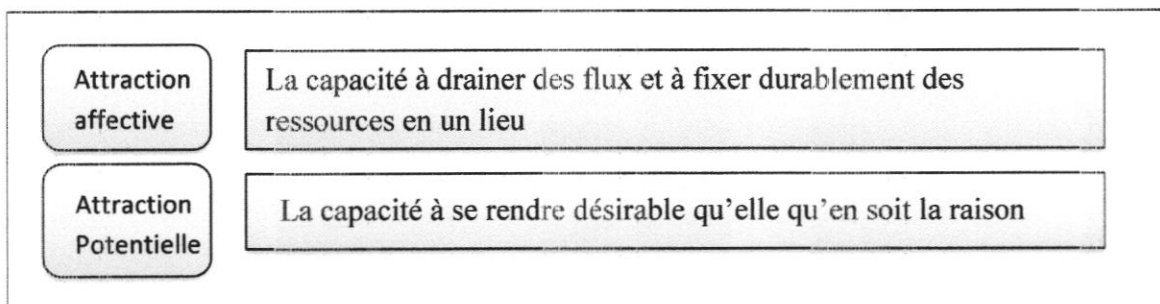 Attraction
affective
La capacité à drainer des flux et à fixer durablement des
ressources en un lieu
Attraction
Potentielle
La capacité à se rendre désirable qu'elle qu'en soit la raison